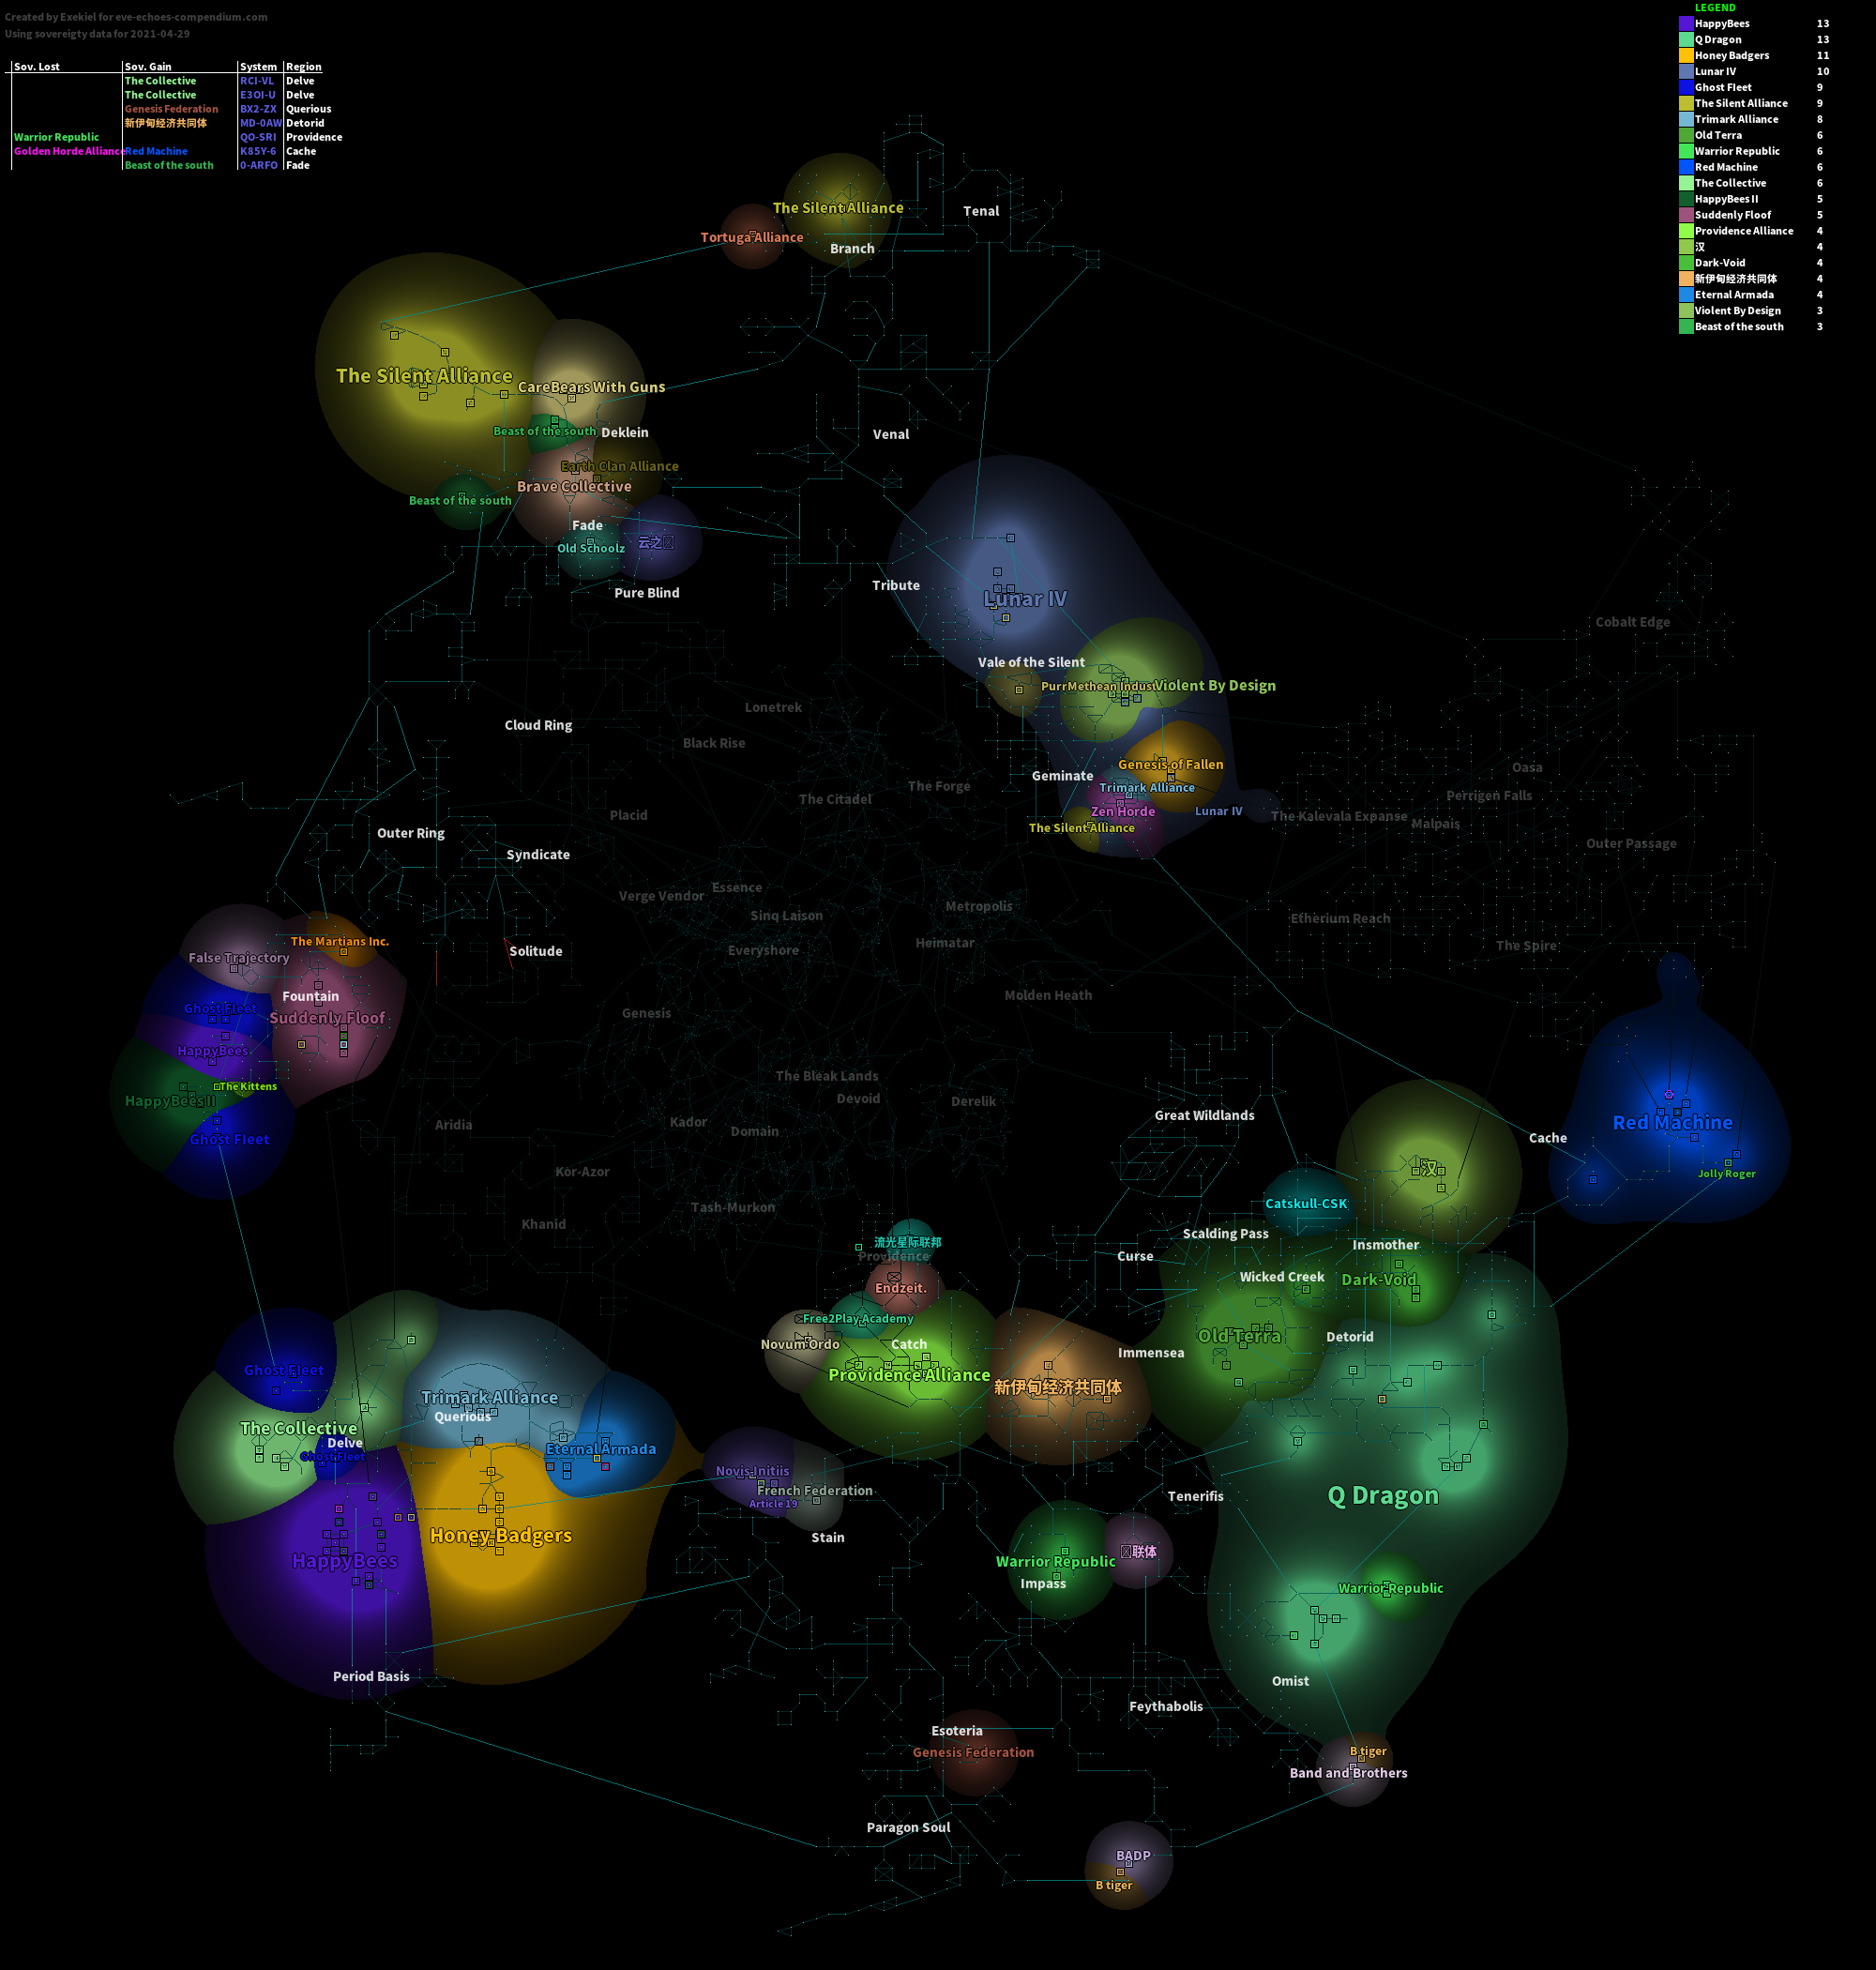 Created by Exekiel for eve-echoes-compendium.com
Using sovereigty data for 2021-04-29
Sov. Lost Sov. Gain System Region
The Collective RCI-VL Delve
The Collective E3OI-U Delve
Genesis Federation BX2-ZX Querious
新伊甸经济共同体 MD-0AW Detorid
Warrior Republic QO-SRI Providence
Golden Horde Alliance Red Machine K85Y-6 Cache
Beast of the south 0-ARFO Fade
LEGEND
HappyBees 13
Q Dragon 13
Honey Badgers 11
Lunar IV 10
Ghost FIeet 9
The Silent Alliance 9
Trimark Alliance 8
Old Terra 6
Warrior Republic 6
Red Machine 6
The Collective 6
HappyBees II 5
Suddenly Floof 5
Providence Alliance 4
汉 4
Dark-Void 4
新伊甸经济共同体 4
Eternal Armada 4
Violent By Design 3
Beast of the south 3
The Silent Alliance
Tenal
Tortuga Alliance
Branch
The Silent Alliance
CareBears With Guns
Beast of the south
Deklein
Venal
Earth Clan Alliance
Brave Collective
Beast of the south
Fade
Old Schoolz
云之
Tribute
Pure Blind
Lunar IV
Cobalt Edge
Vale of the Silent
PurrMethean Indust
Violent By Design
Lonetrek
Cloud Ring
Black Rise
Genesis of Fallen
Oasa
Geminate
The Forge
Trimark Alliance
Perrigen Falls
The Citadel
Zen Horde
Lunar IV
Placid
The Kalevala Expanse
Malpais
The Silent Alliance
Outer Ring
Outer Passage
Syndicate
Essence
Verge Vendor
Metropolis
Sinq Laison
Etherium Reach
The Martians Inc.
Heimatar
The Spire
Solitude
Everyshore
False Trajectory
Fountain
Molden Heath
Ghost FIeet
Suddenly Floof
Genesis
HappyBees
The Bleak Lands
The Kittens
HappyBees II
Devoid
Derelik
Great Wildlands
Red Machine
Kador
Aridia
Domain
Ghost FIeet
Cache
Kor-Azor
汉
Jolly Roger
Catskull-CSK
Tash-Murkon
Khanid
Scalding Pass
流光星际联邦
Insmother
Providence
Curse
Wicked Creek
Dark-Void
Endzeit.
Free2Play Academy
Old Terra
Detorid
Novum Ordo
Catch
Immensea
Ghost FIeet
Providence Alliance
新伊甸经济共同体
Trimark Alliance
Querious
The Collective
Delve
Eternal Armada
Ghost FIeet
Novis Initiis
French Federation
Article 19
Q Dragon
Tenerifis
Honey Badgers
Stain
联体
HappyBees
Warrior Republic
Impass
Warrior Republic
Period Basis
Omist
Feythabolis
Esoteria
Genesis Federation
B tiger
Band and Brothers
Paragon Soul
BADP
B tiger